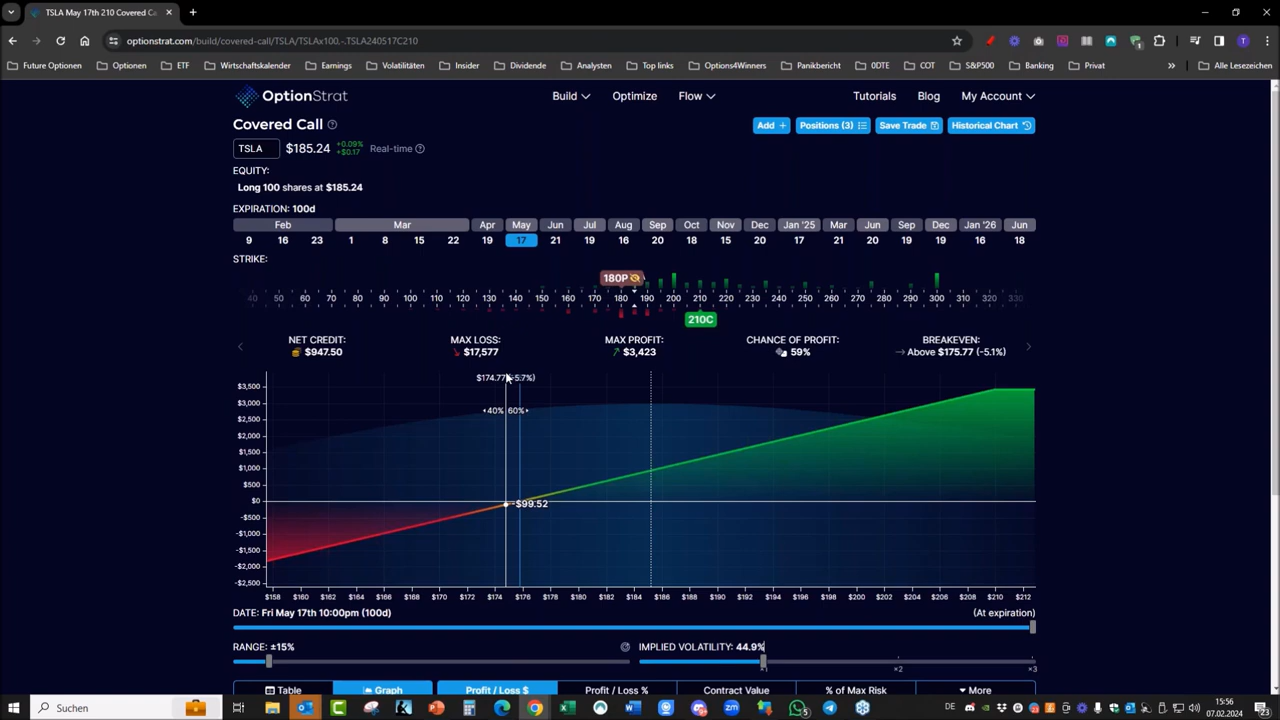 TSLA May 17th 210 Covered Ca
optionstrat.com/build/covered-call/TSLA/TSLAx100,-.TSLA240517C210
Future Optionen Optionen ETF Wirtschaftskalender Earnings Volatilitäten Insider Dividende Analysten Top links Options4Winners Panikbericht 0DTE COT S&P500 Banking Privat » Alle Lesezeichen
OptionStrat Build Optimize Flow Tutorials Blog My Account
Covered Call Add + Positions (3) Save Trade Historical Chart
TSLA $185.24 +0.09% +$0.17 Real-time
EQUITY:
Long 100 shares at $185.24
EXPIRATION: 100d
Feb Mar Apr May Jun Jul Aug Sep Oct Nov Dec Jan '25 Mar Jun Sep Dec Jan '26 Jun
9 16 23 1 8 15 22 19 17 21 19 16 20 18 15 20 17 21 20 19 19 16 18
STRIKE:
180P
40 50 60 70 80 90 100 110 120 130 140 150 160 170 180 190 200 210 220 230 240 250 260 270 280 290 300 310 320 330
210C
NET CREDIT: MAX LOSS: MAX PROFIT: CHANCE OF PROFIT: BREAKEVEN:
$947.50 $17,577 $3,423 59% Above $175.77 (-5.1%)
$174.77 (-5.7%)
$3,500
$3,000
40% 60%
$2,500
$2,000
$1,500
$1,000
$500
$0
-$99.52
-$500
-$1,000
-$1,500
-$2,000
-$2,500
$158 $160 $162 $164 $166 $168 $170 $172 $174 $176 $178 $180 $182 $184 $186 $188 $190 $192 $194 $196 $198 $200 $202 $204 $206 $208 $210 $212
DATE: Fri May 17th 10:00pm (100d) (At expiration)
RANGE: ±15% IMPLIED VOLATILITY: 44.9%
x1 x2 x3
Table Graph Profit / Loss $ Profit / Loss % Contract Value % of Max Risk More
Suchen 5 DE 15:56
07.02.2024